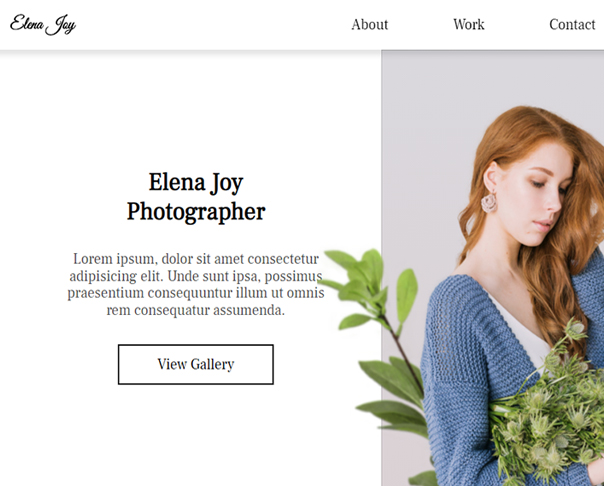 Elena Joy
About Work Contact
Elena Joy
Photographer
Lorem ipsum, dolor sit amet consectetur
adipisicing elit. Unde sunt ipsa, possimus
praesentium consequuntur illum ut omnis
rem consequatur assumenda.
View Gallery